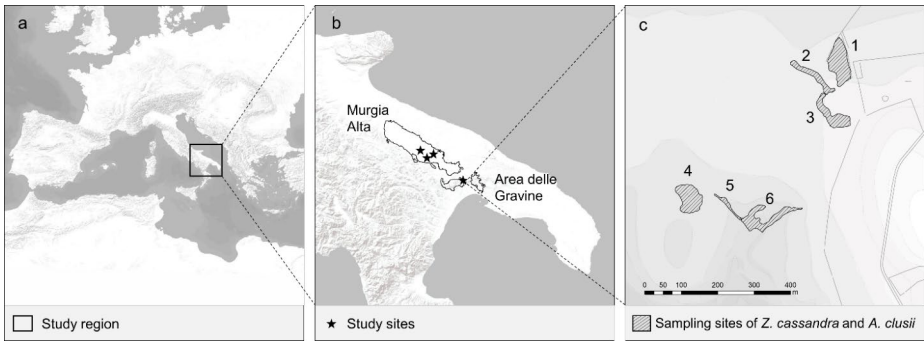 a
Study region
b
Murgia
Alta
Area delle
Gravine
Study sites
c
1
2
3
4
5
6
0 50 100 200 300 400
m
Sampling sites of Z. cassandra and A. clusii